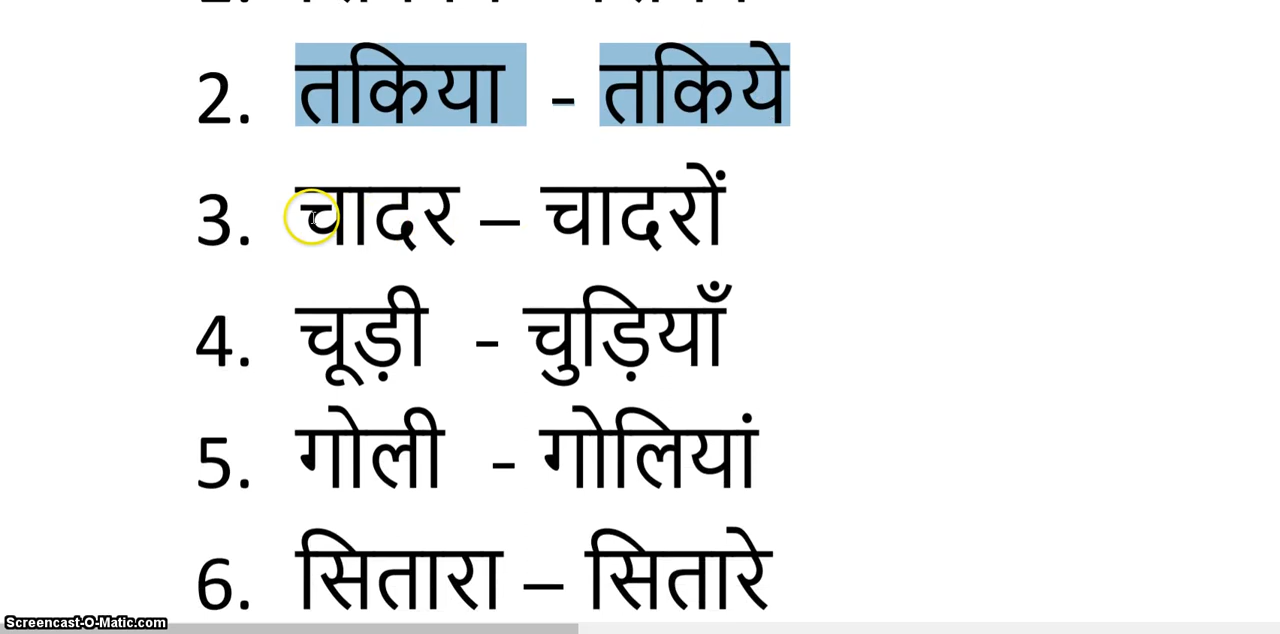 2. तकिया - तकिये
3. चादर – चादरों
4. चूड़ी - चुड़ियाँ
5. गोली - गोलियां
6. सितारा – सितारे
Screencast-O-Matic.com